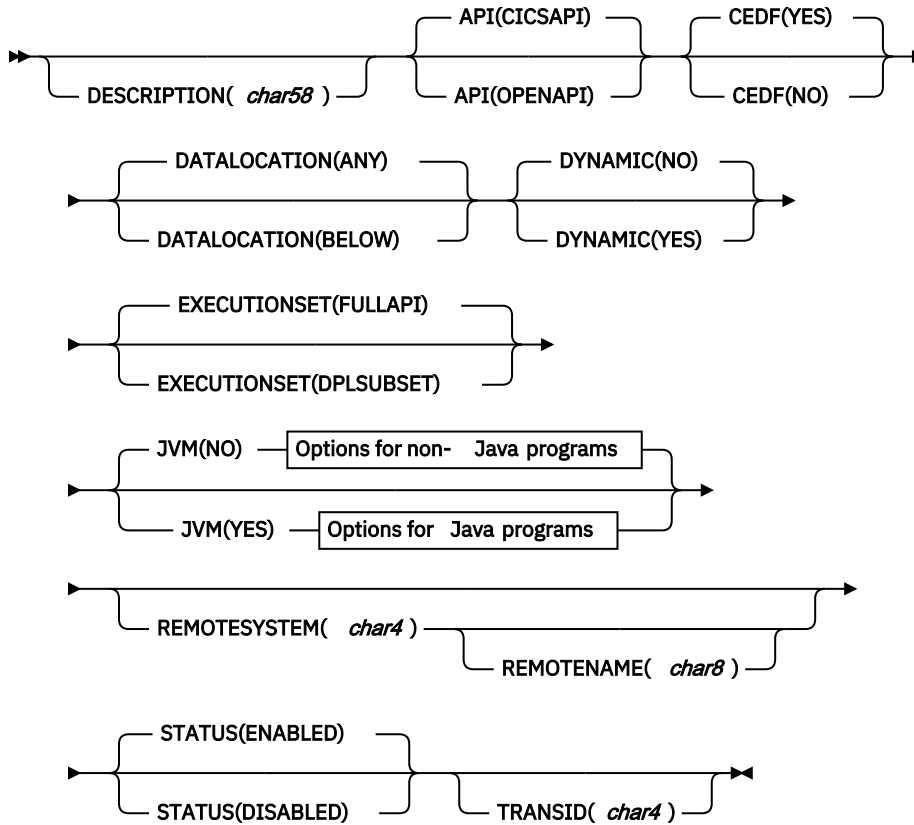 API(CICSAPI) CEDF(YES)
DESCRIPTION( char58 ) API(OPENAPI) CEDF(NO)
DATALOCATION(ANY) DYNAMIC(NO)
DATALOCATION(BELOW) DYNAMIC(YES)
EXECUTIONSET(FULLAPI)
EXECUTIONSET(DPLSUBSET)
JVM(NO) Options for non- Java programs
JVM(YES) Options for Java programs
REMOTESYSTEM( char4 )
REMOTENAME( char8 )
STATUS(ENABLED)
STATUS(DISABLED) TRANSID( char4 )